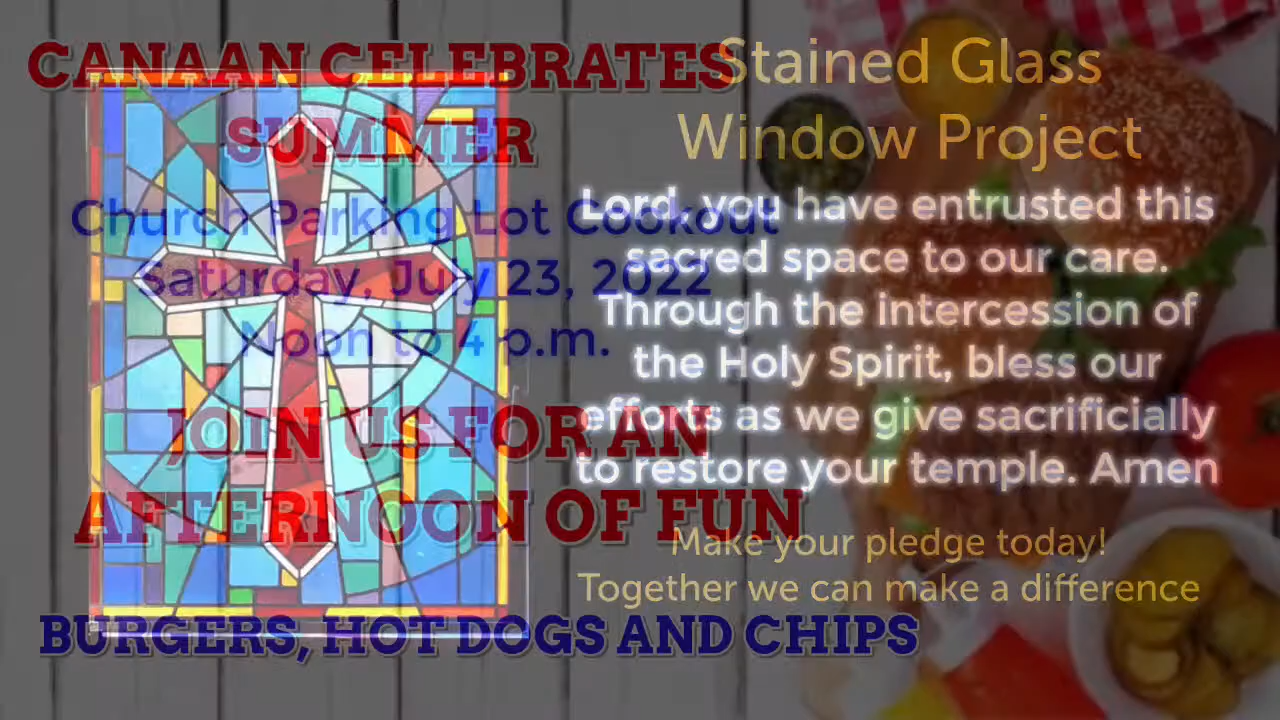 CANAAN CELEBRATES
SUMMER
Church Parking Lot Cookout
Saturday, July 23, 2022
Noon to 4 p.m.
JOIN US FOR AN
AFTERNOON OF FUN
BURGERS, HOT DOGS AND CHIPS
Stained Glass
Window Project
Lord, you have entrusted this
sacred space to our care.
Through the intercession of
the Holy Spirit, bless our
efforts as we give sacrificially
to restore your temple. Amen
Make your pledge today!
Together we can make a difference